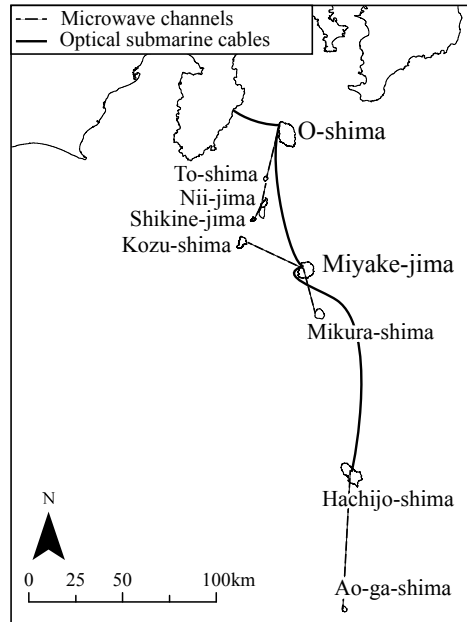 Microwave channels
Optical submarine cables
O-shima
To-shima
Nii-jima
Shikine-jima
Kozu-shima
Miyake-jima
Mikura-shima
Hachijo-shima
N
0 25 50 100km
Ao-ga-shima